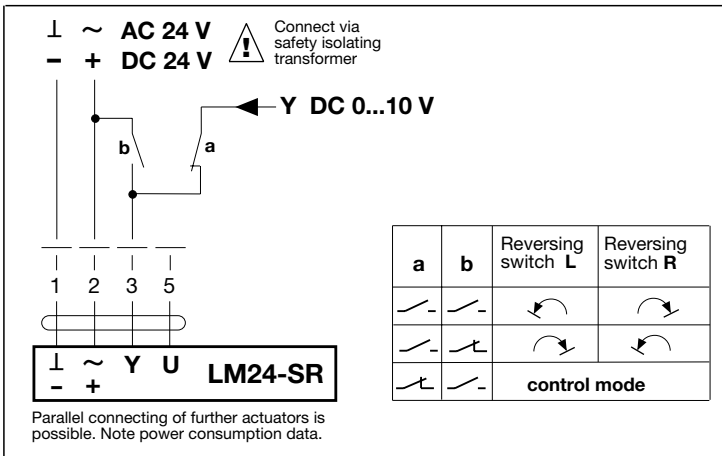 ⊥ ~ AC 24 V
– + DC 24 V
Connect via
safety isolating
transformer
Y DC 0...10 V
b
a
1 2 3 5
⊥ ~ Y U
– +
LM24-SR
Parallel connecting of further actuators is
possible. Note power consumption data.
a b Reversing switch L Reversing switch R
control mode